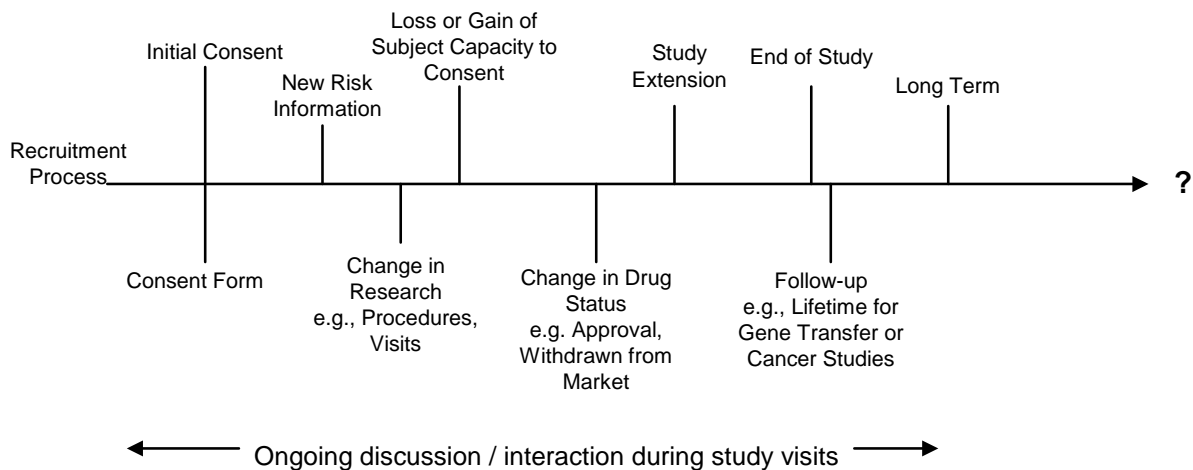 Initial Consent
New Risk
Information
Loss or Gain of
Subject Capacity to
Consent
Study
Extension
End of Study
Long Term
Recruitment
Process
?
Consent Form
Change in
Research
e.g., Procedures,
Visits
Change in Drug
Status
e.g. Approval,
Withdrawn from
Market
Follow-up
e.g., Lifetime for
Gene Transfer or
Cancer Studies
Ongoing discussion / interaction during study visits